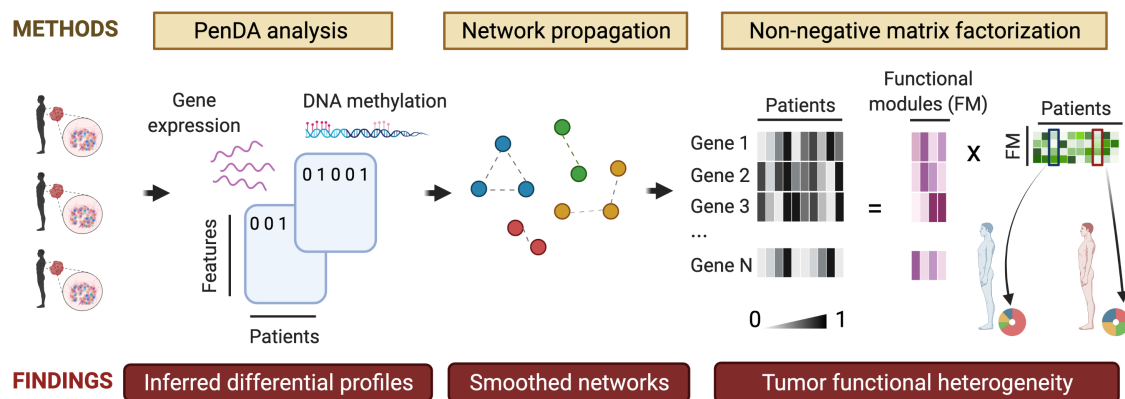 METHODS
PenDA analysis
Network propagation
Non-negative matrix factorization
Gene
expression
DNA methylation
0 1 0 0 1
0 0 1
Features
Patients
Functional
modules (FM)
Patients
Patients
FM
Gene 1
Gene 2
Gene 3
...
Gene N
=
X
0
1
FINDINGS
Inferred differential profiles
Smoothed networks
Tumor functional heterogeneity